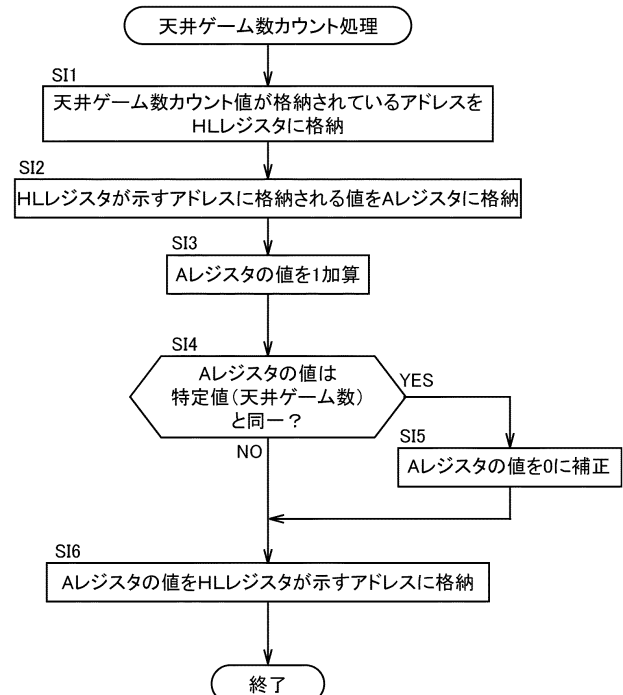 天井ゲーム数カウント処理
SI1
天井ゲーム数カウント値が格納されているアドレスを
HLレジスタに格納
SI2
HLレジスタが示すアドレスに格納される値をAレジスタに格納
SI3
Aレジスタの値を1加算
SI4
Aレジスタの値は
特定値(天井ゲーム数)
と同一?
YES
NO
SI5
Aレジスタの値を0に補正
SI6
Aレジスタの値をHLレジスタが示すアドレスに格納
終了